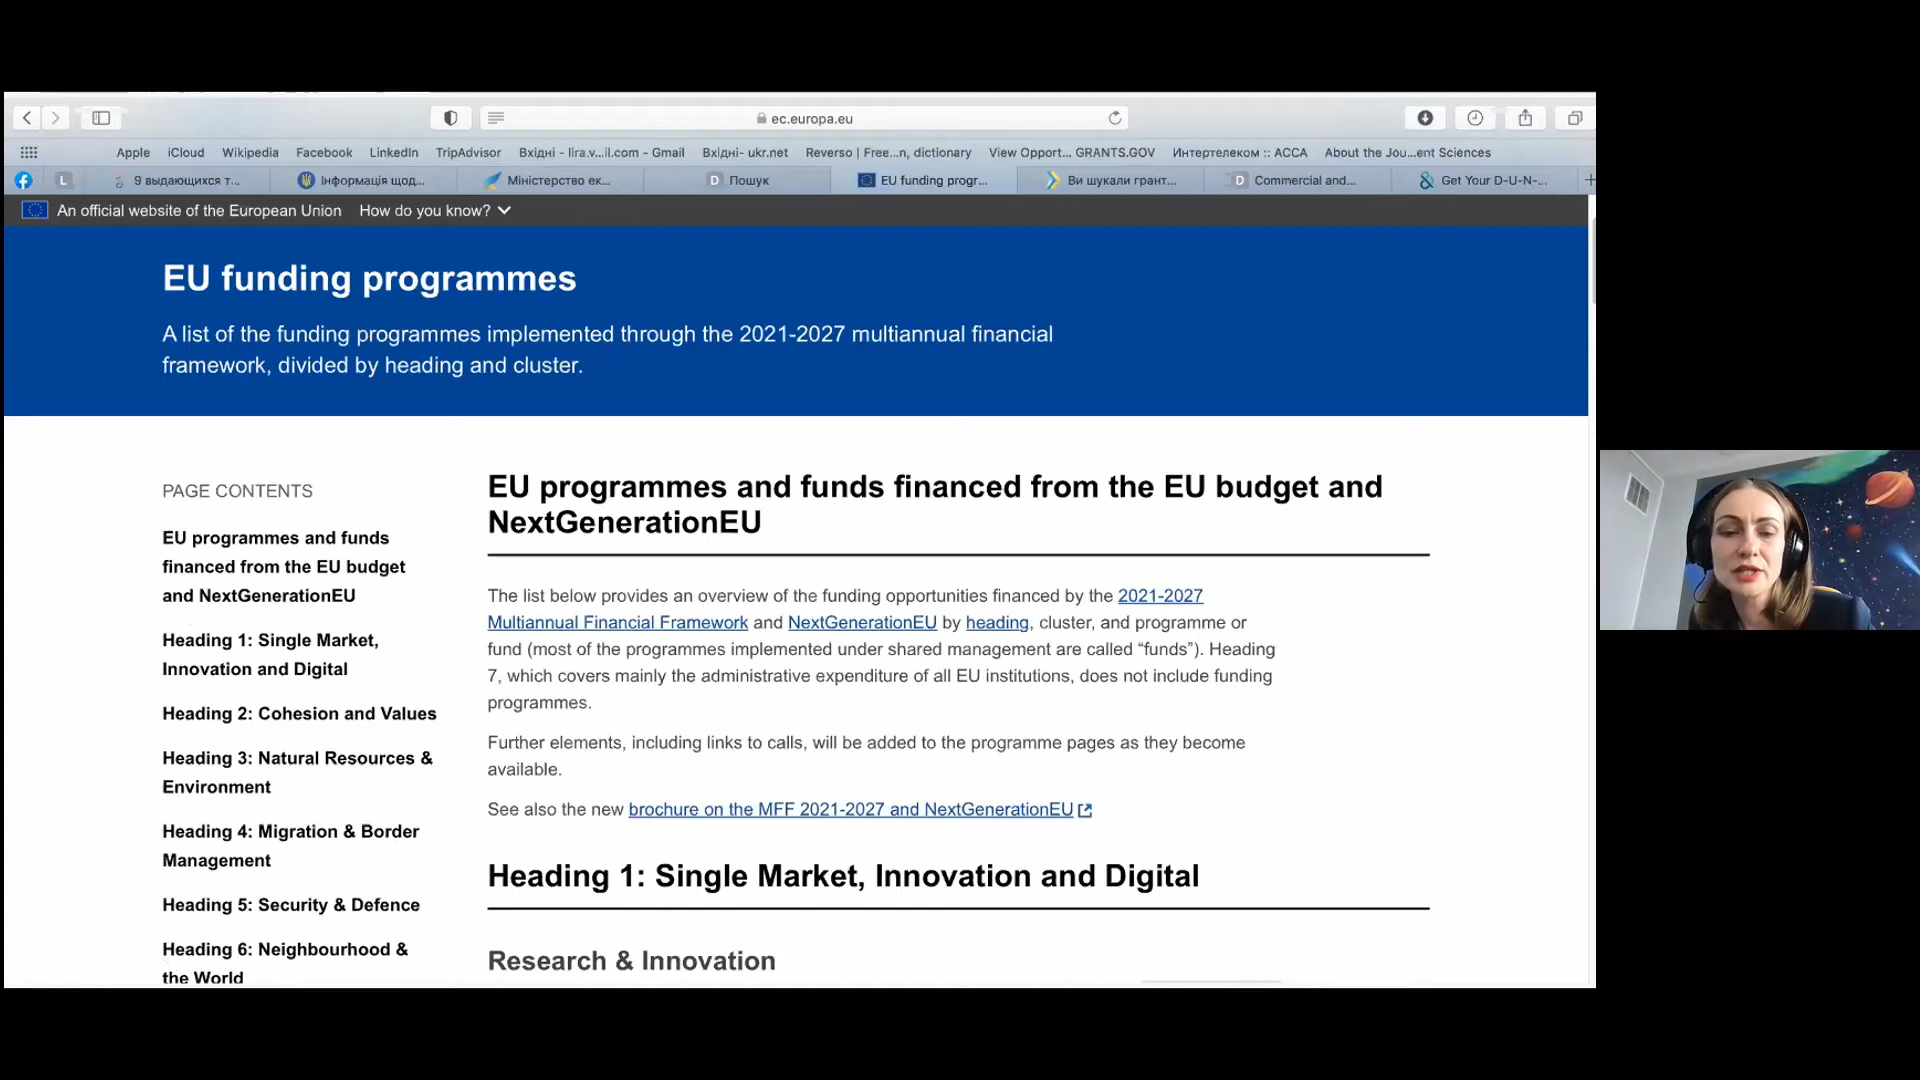 ec.europa.eu
Apple iCloud Wikipedia Facebook LinkedIn TripAdvisor Вхідні - lira.v...il.com - Gmail Вхідні- ukr.net Reverso | Free...n, dictionary View Opport... GRANTS.GOV Интертелеком :: ACCA About the Jou...ent Sciences
L 9 выдающихся т... Інформація щод... Міністерство ек... D Пошук EU funding progr... Ви шукали грант... D Commercial and... Get Your D-U-N-...
An official website of the European Union How do you know?
EU funding programmes
A list of the funding programmes implemented through the 2021-2027 multiannual financial
framework, divided by heading and cluster.
PAGE CONTENTS
EU programmes and funds
financed from the EU budget
and NextGenerationEU
Heading 1: Single Market,
Innovation and Digital
Heading 2: Cohesion and Values
Heading 3: Natural Resources &
Environment
Heading 4: Migration & Border
Management
Heading 5: Security & Defence
Heading 6: Neighbourhood &
the World
EU programmes and funds financed from the EU budget and
NextGenerationEU
The list below provides an overview of the funding opportunities financed by the 2021-2027
Multiannual Financial Framework and NextGenerationEU by heading, cluster, and programme or
fund (most of the programmes implemented under shared management are called “funds”). Heading
7, which covers mainly the administrative expenditure of all EU institutions, does not include funding
programmes.
Further elements, including links to calls, will be added to the programme pages as they become
available.
See also the new brochure on the MFF 2021-2027 and NextGenerationEU
Heading 1: Single Market, Innovation and Digital
Research & Innovation